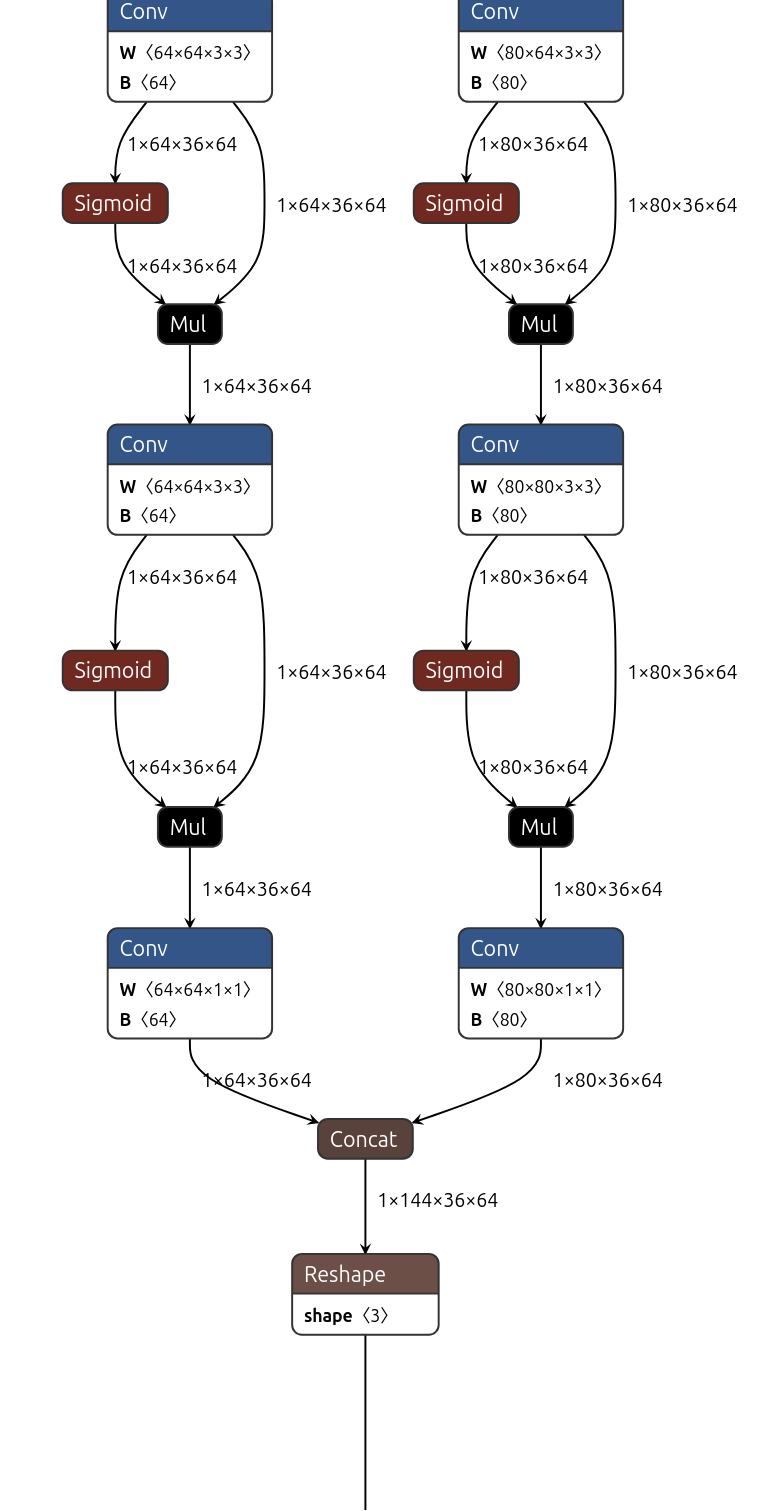 Conv
W〈64×64×3×3〉
B〈64〉
Conv
W〈80×64×3×3〉
B〈80〉
1×64×36×64
1×80×36×64
Sigmoid
1×64×36×64
Sigmoid
1×80×36×64
1×64×36×64
1×80×36×64
Mul
Mul
1×64×36×64
1×80×36×64
Conv
W〈64×64×3×3〉
B〈64〉
Conv
W〈80×80×3×3〉
B〈80〉
1×64×36×64
1×80×36×64
Sigmoid
1×64×36×64
Sigmoid
1×80×36×64
1×64×36×64
1×80×36×64
Mul
Mul
1×64×36×64
1×80×36×64
Conv
W〈64×64×1×1〉
B〈64〉
Conv
W〈80×80×1×1〉
B〈80〉
1×64×36×64
1×80×36×64
Concat
1×144×36×64
Reshape
shape〈3〉